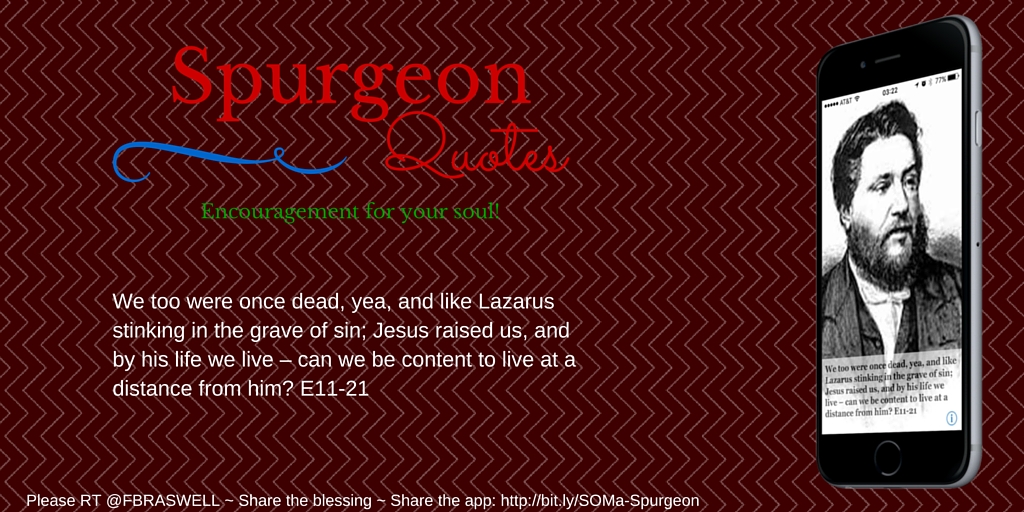 Spurgeon
Quotes
Encouragement for your soul!
We too were once dead, yea, and like Lazarus
stinking in the grave of sin; Jesus raised us, and
by his life we live – can we be content to live at a
distance from him? E11-21
Please RT @FBRASWELL ~ Share the blessing ~ Share the app: http://bit.ly/SOMa-Spurgeon
AT&T 03:22 77%
We too were once dead, yea, and like
Lazarus stinking in the grave of sin;
Jesus raised us, and by his life we
live – can we be content to live at a
distance from him? E11-21
i